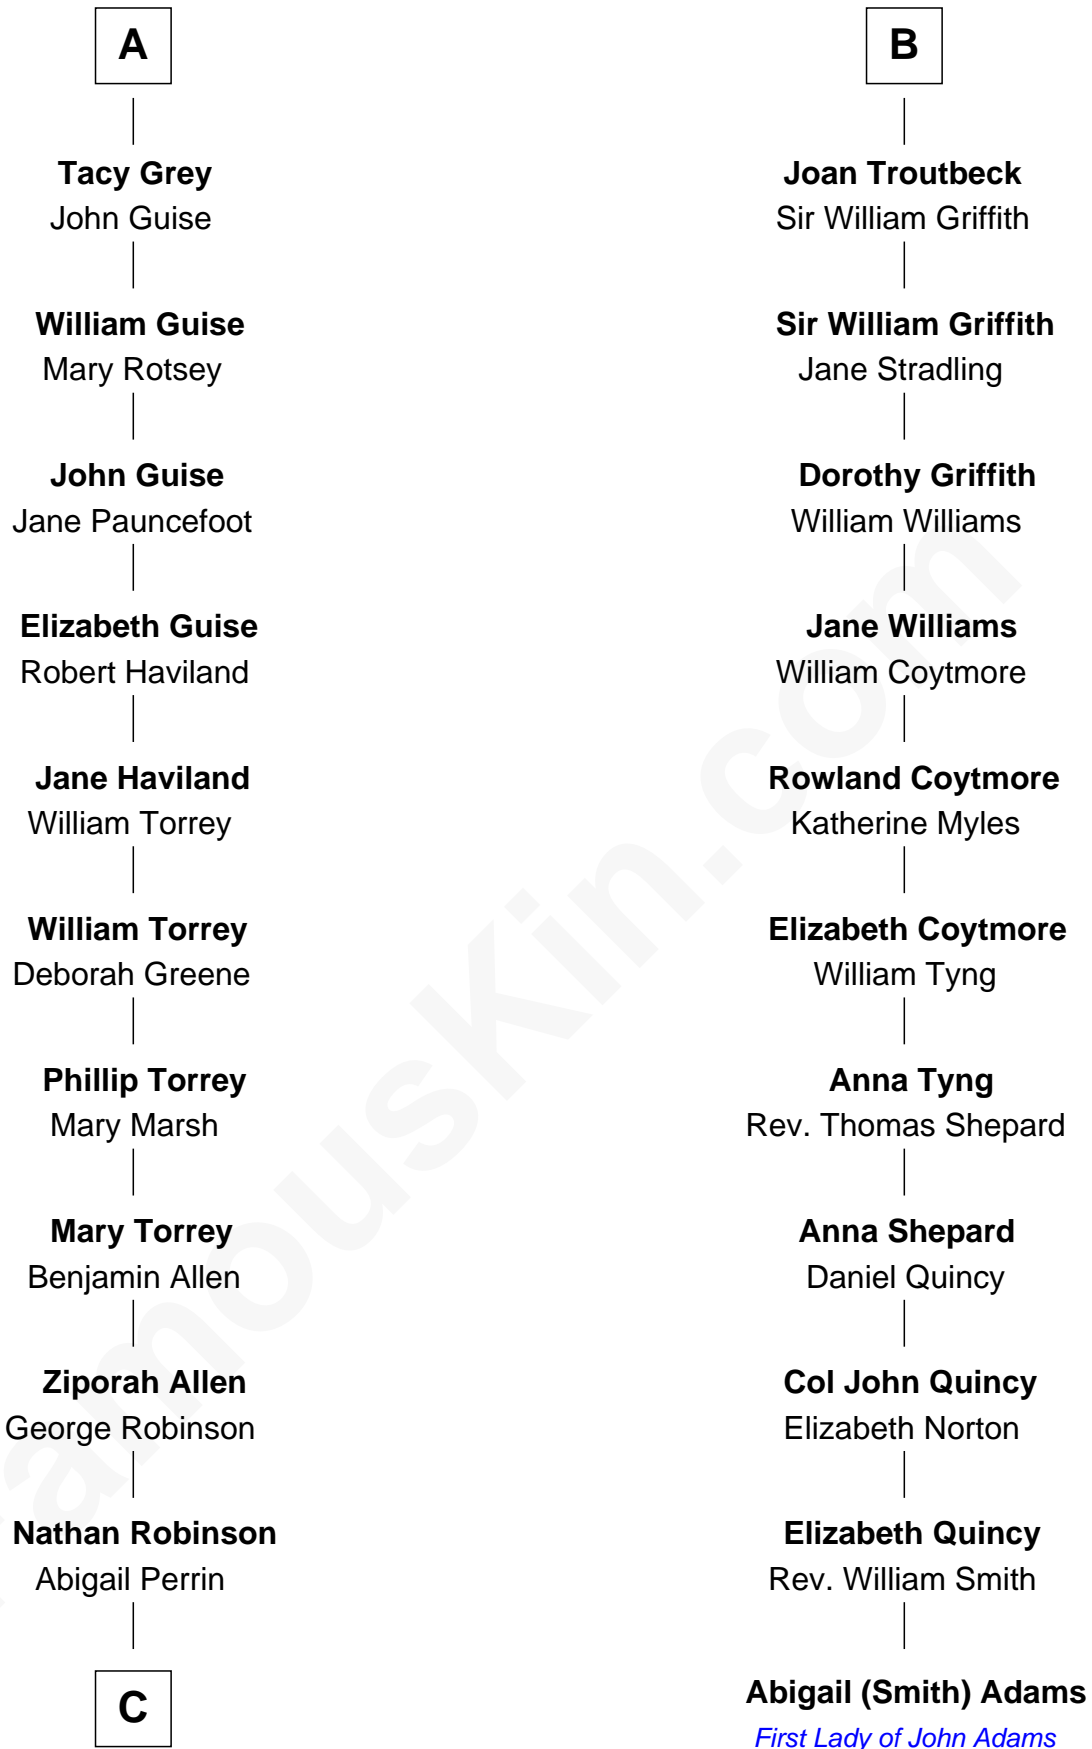 A
Tacy Grey
John Guise
William Guise
Mary Rotsey
John Guise
Jane Pauncefoot
Elizabeth Guise
Robert Haviland
Jane Haviland
William Torrey
William Torrey
Deborah Greene
Phillip Torrey
Mary Marsh
Mary Torrey
Benjamin Allen
Ziporah Allen
George Robinson
Nathan Robinson
Abigail Perrin
C
B
Joan Troutbeck
Sir William Griffith
Sir William Griffith
Jane Stradling
Dorothy Griffith
William Williams
Jane Williams
William Coytmore
Rowland Coytmore
Katherine Myles
Elizabeth Coytmore
William Tyng
Anna Tyng
Rev. Thomas Shepard
Anna Shepard
Daniel Quincy
Col John Quincy
Elizabeth Norton
Elizabeth Quincy
Rev. William Smith
Abigail (Smith) Adams
First Lady of John Adams
FamousKin.com